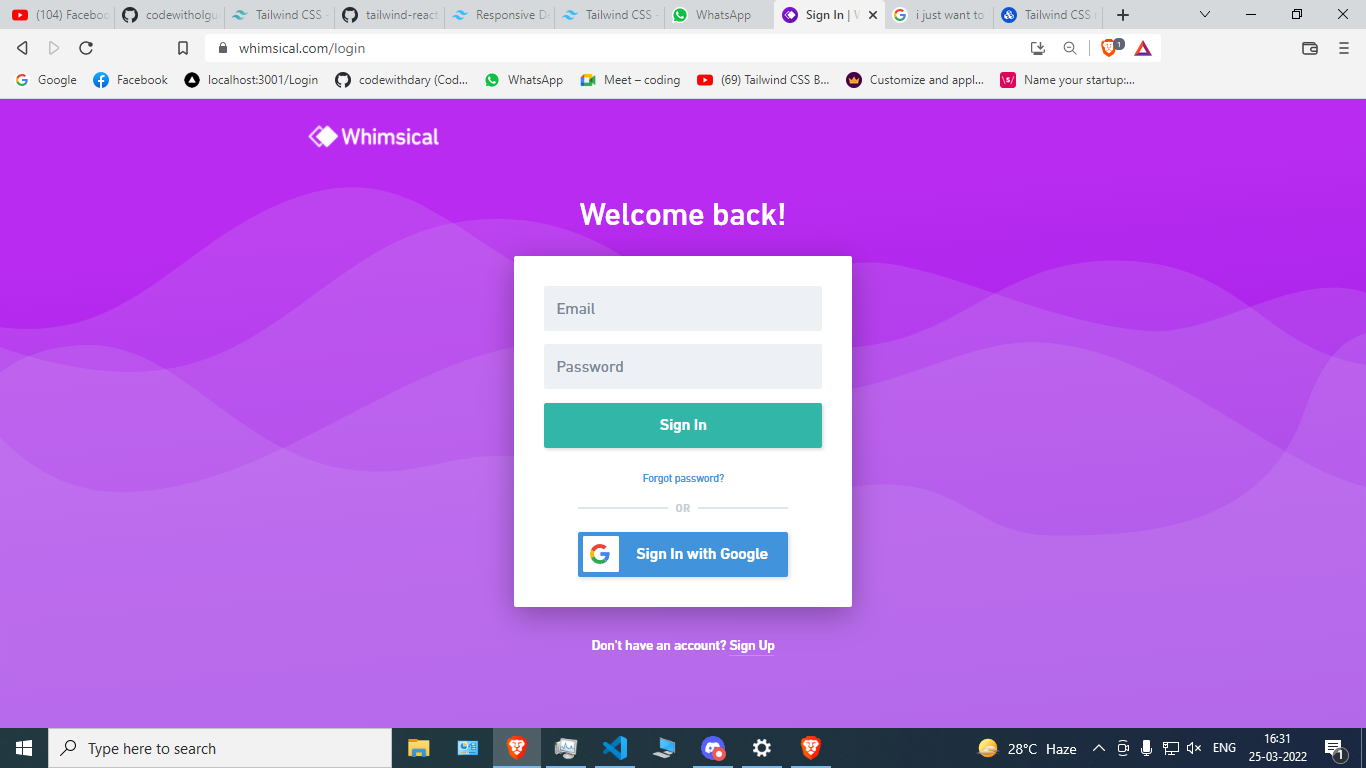 (104) Faceboo
codewitholgu
Tailwind CSS -
tailwind-react
Responsive De
Tailwind CSS -
WhatsApp
Sign In | W
i just want to
Tailwind CSS
whimsical.com/login
1
Google
Facebook
localhost:3001/Login
codewithdary (Cod...
WhatsApp
Meet – coding
(69) Tailwind CSS B...
Customize and appl...
Name your startup:...
Whimsical
Welcome back!
Email
Password
Sign In
Forgot password?
OR
Sign In with Google
Don't have an account? Sign Up
Type here to search
28°C Haze
ENG
16:31
25-03-2022
1